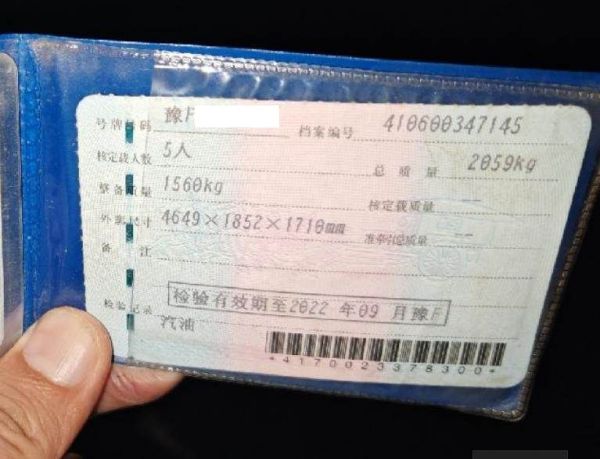 号牌号码 豫F 档案编号 410600347145
核定载人数 5人 总质量 2059kg
整备质量 1560kg 核定载质量 --
外廓尺寸 4649×1852×1710mm 准牵引总质量 --
备注
检验记录 检验有效期至2022年09月豫F
汽油
*4170023378300*